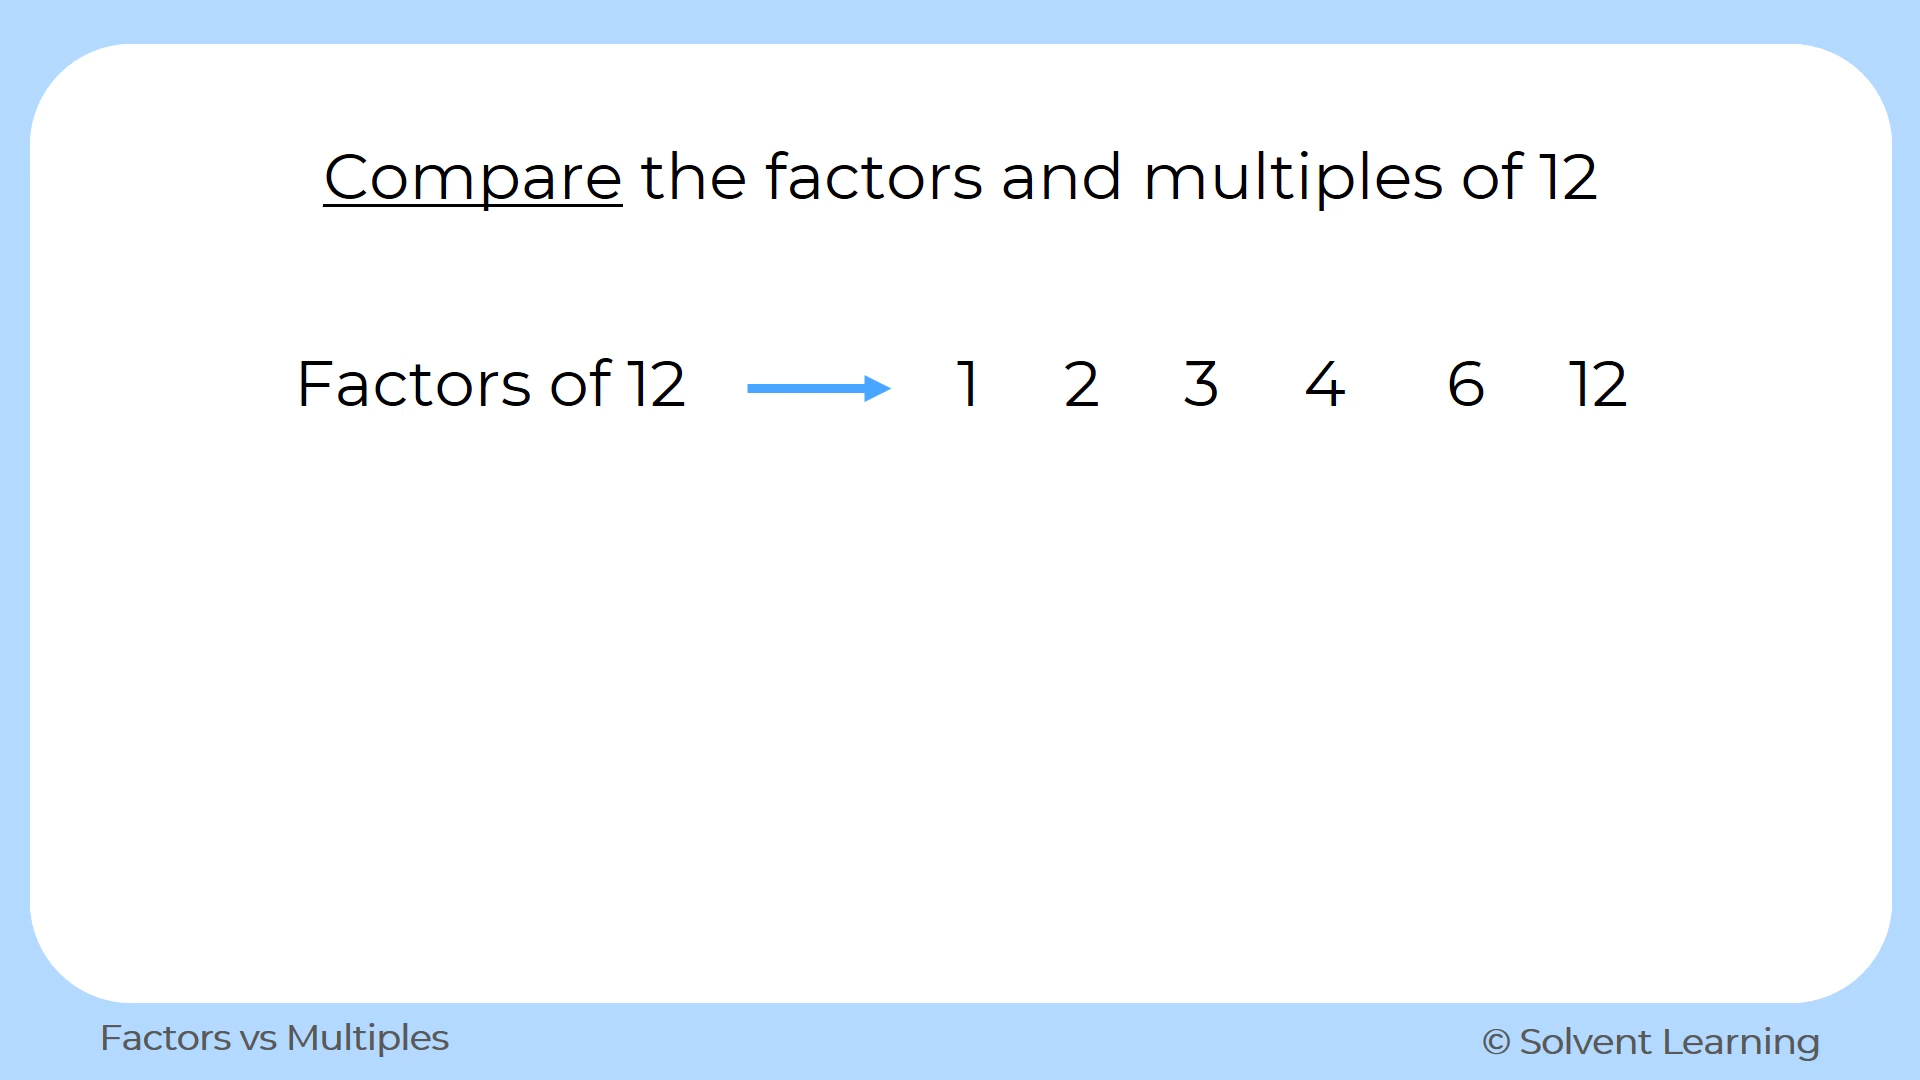 Compare the factors and multiples of 12
Factors of 12 1 2 3 4 6 12
Factors vs Multiples
© Solvent Learning